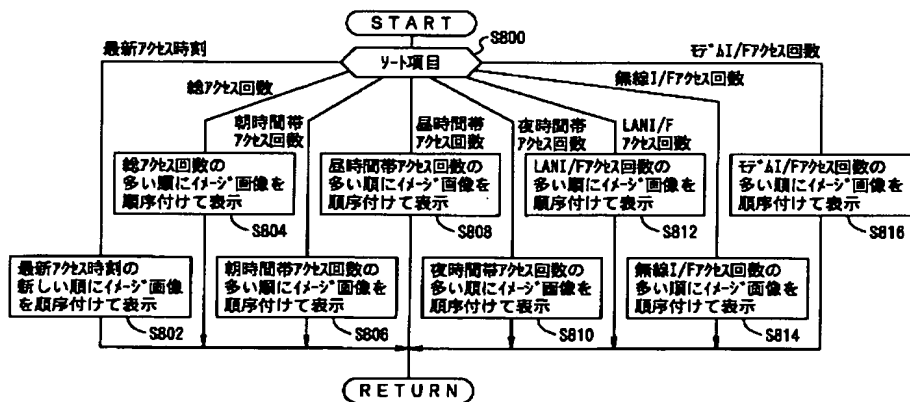 START
S800
ソート項目
最新アクセス時刻
総アクセス回数
朝時間帯
アクセス回数
昼時間帯
アクセス回数
夜時間帯
アクセス回数
LANI/F
アクセス回数
無線I/Fアクセス回数
モデムI/Fアクセス回数
総アクセス回数の
多い順にイメージ画像を
順序付けて表示
S804
昼時間帯アクセス回数の
多い順にイメージ画像を
順序付けて表示
S808
LANI/Fアクセス回数の
多い順にイメージ画像を
順序付けて表示
S812
モデムI/Fアクセス回数の
多い順にイメージ画像を
順序付けて表示
S816
最新アクセス時刻の
新しい順にイメージ画像
を順序付けて表示
S802
朝時間帯アクセス回数の
多い順にイメージ画像を
順序付けて表示
S806
夜時間帯アクセス回数の
多い順にイメージ画像を
順序付けて表示
S810
無線I/Fアクセス回数の
多い順にイメージ画像を
順序付けて表示
S814
RETURN